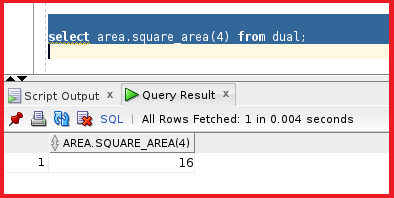 select area.square_area(4) from dual;
Script Output x Query Result x
SQL | All Rows Fetched: 1 in 0.004 seconds
AREA.SQUARE_AREA(4)
1 16